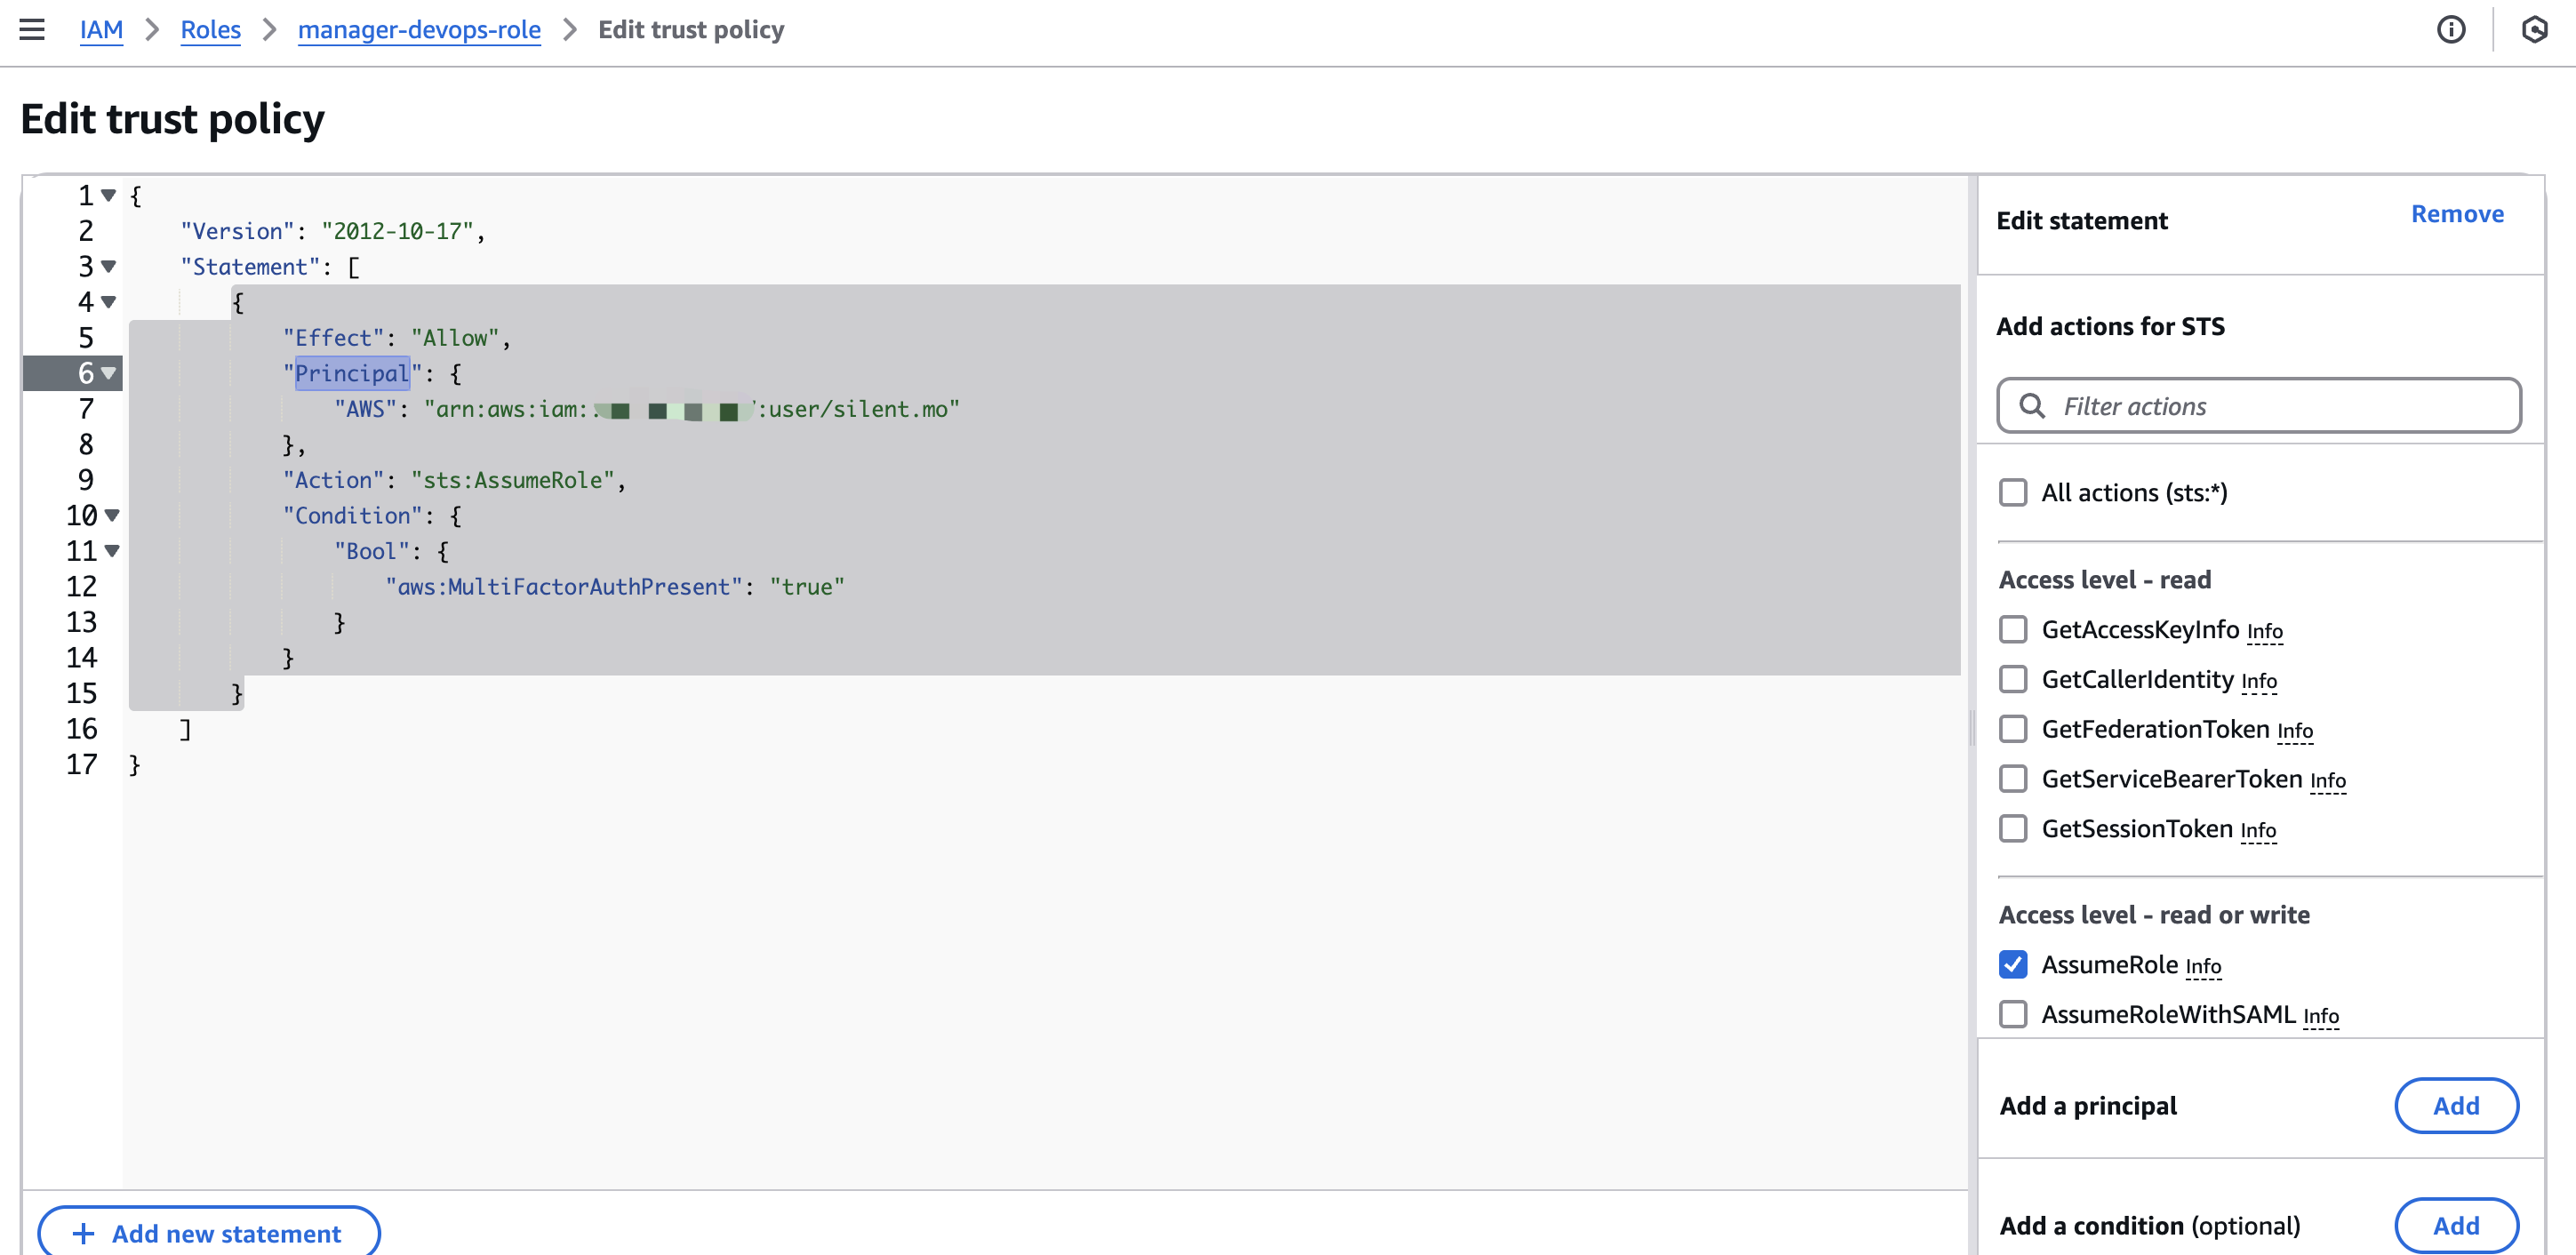 IAM > Roles > manager-devops-role > Edit trust policy
Edit trust policy
1 {
2 "Version": "2012-10-17",
3 "Statement": [
4 {
5 "Effect": "Allow",
6 "Principal": {
7 "AWS": "arn:aws:iam: :user/silent.mo"
8 },
9 "Action": "sts:AssumeRole",
10 "Condition": {
11 "Bool": {
12 "aws:MultiFactorAuthPresent": "true"
13 }
14 }
15 }
16 ]
17 }
+ Add new statement
Edit statement
Remove
Add actions for STS
Filter actions
All actions (sts:*)
Access level - read
GetAccessKeyInfo Info
GetCallerIdentity Info
GetFederationToken Info
GetServiceBearerToken Info
GetSessionToken Info
Access level - read or write
AssumeRole Info
AssumeRoleWithSAML Info
Add a principal
Add
Add a condition (optional)
Add